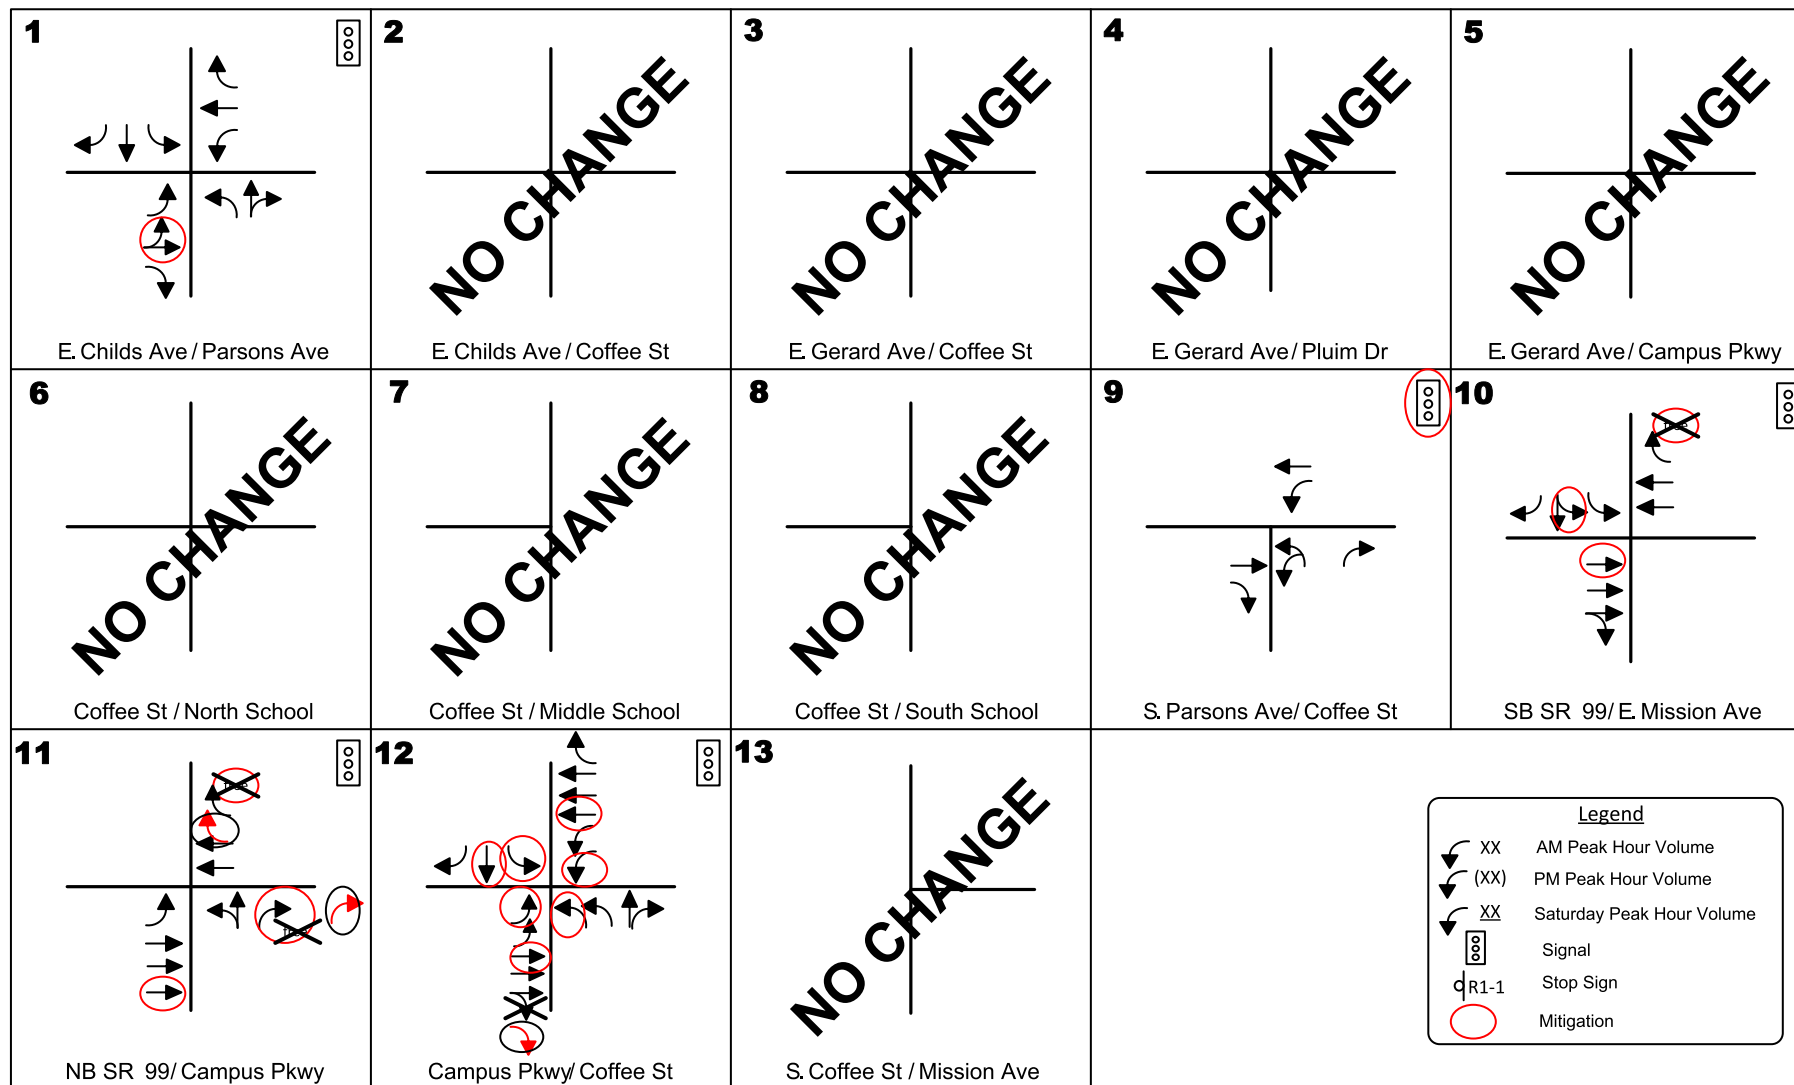 1
E. Childs Ave / Parsons Ave
2
NO CHANGE
E. Childs Ave / Coffee St
3
NO CHANGE
E. Gerard Ave / Coffee St
4
NO CHANGE
E. Gerard Ave / Pluim Dr
5
NO CHANGE
E. Gerard Ave / Campus Pkwy
6
NO CHANGE
Coffee St / North School
7
NO CHANGE
Coffee St / Middle School
8
NO CHANGE
Coffee St / South School
9
S. Parsons Ave/ Coffee St
10
SB SR 99/ E. Mission Ave
11
NB SR 99/ Campus Pkwy
12
Campus Pkwy/ Coffee St
13
NO CHANGE
S. Coffee St / Mission Ave
Legend
XX AM Peak Hour Volume
(XX) PM Peak Hour Volume
XX Saturday Peak Hour Volume
Signal
R1-1 Stop Sign
Mitigation